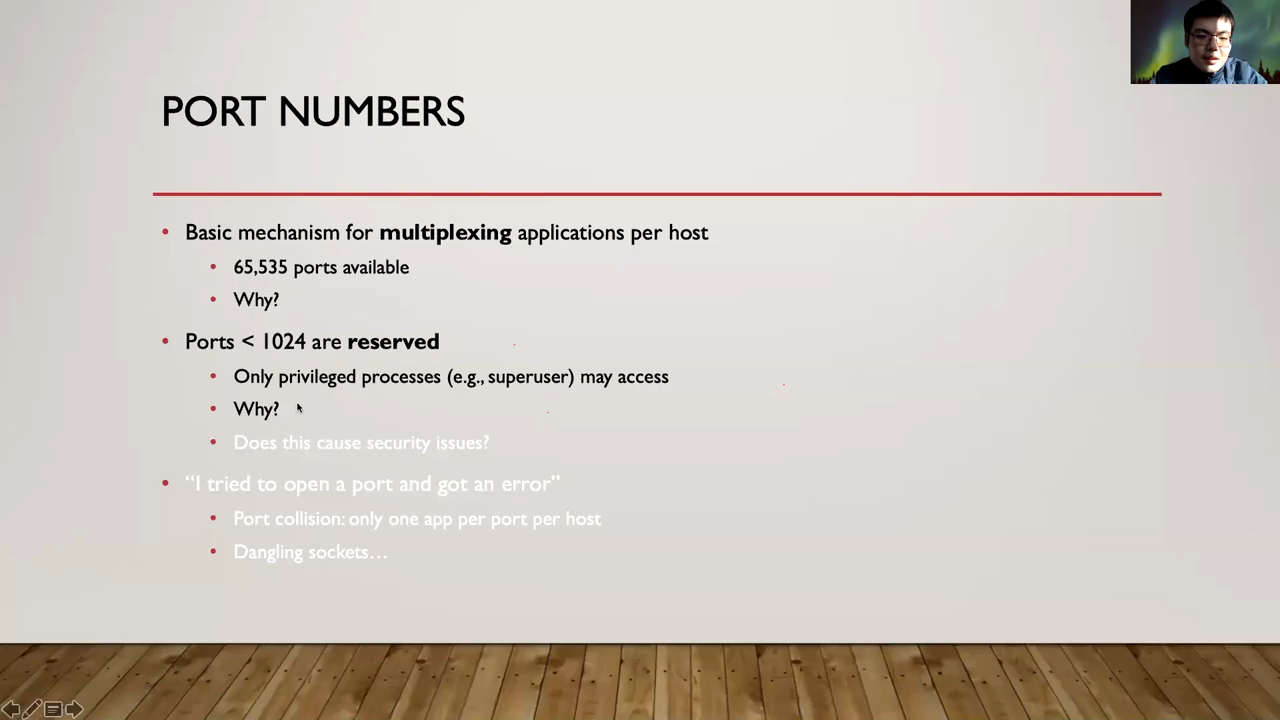 PORT NUMBERS
• Basic mechanism for multiplexing applications per host
• 65,535 ports available
• Why?
• Ports < 1024 are reserved
• Only privileged processes (e.g., superuser) may access
• Why?
• Does this cause security issues?
• “I tried to open a port and got an error”
• Port collision: only one app per port per host
• Dangling sockets…